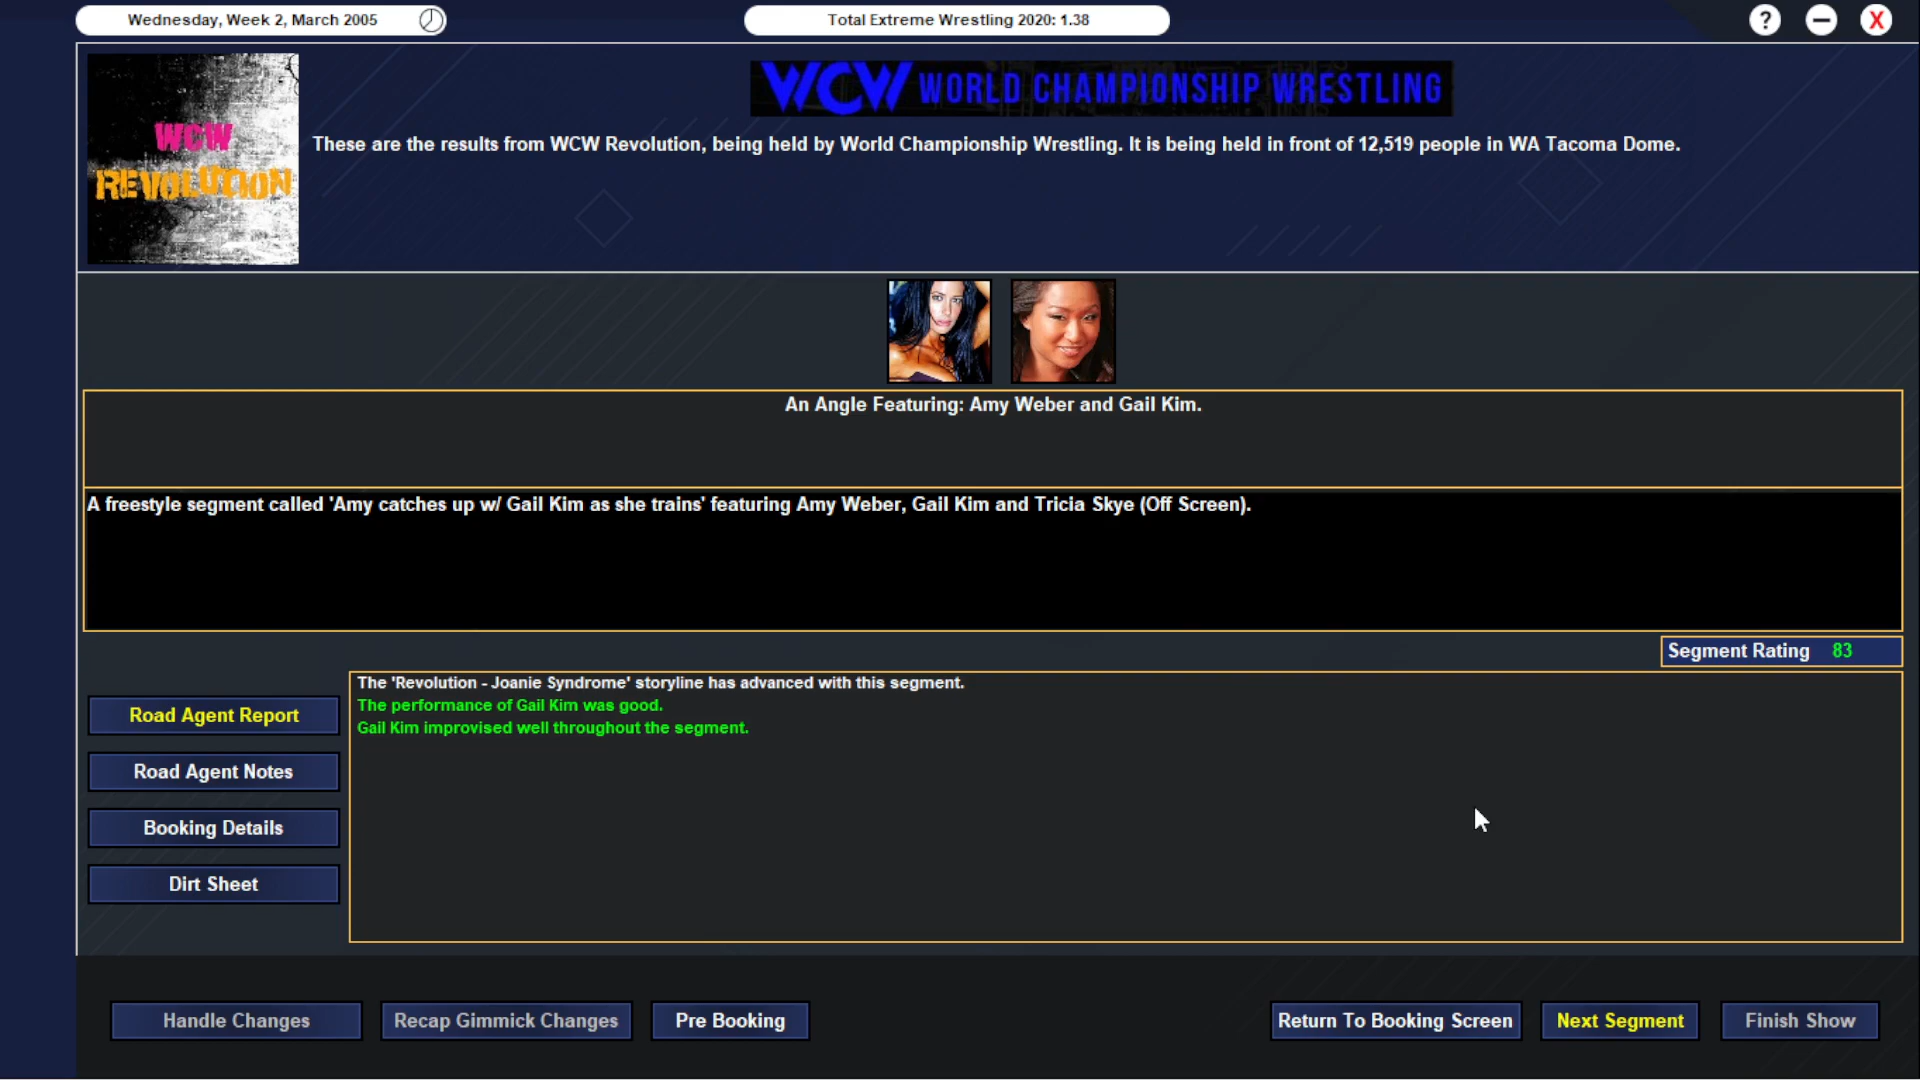 Wednesday, Week 2, March 2005
Total Extreme Wrestling 2020: 1.38
?
X
WCW
REVOLUTION
WCW WORLD CHAMPIONSHIP WRESTLING
These are the results from WCW Revolution, being held by World Championship Wrestling. It is being held in front of 12,519 people in WA Tacoma Dome.
An Angle Featuring: Amy Weber and Gail Kim.
A freestyle segment called 'Amy catches up w/ Gail Kim as she trains' featuring Amy Weber, Gail Kim and Tricia Skye (Off Screen).
Segment Rating 83
The 'Revolution - Joanie Syndrome' storyline has advanced with this segment.
The performance of Gail Kim was good.
Gail Kim improvised well throughout the segment.
Road Agent Report
Road Agent Notes
Booking Details
Dirt Sheet
Handle Changes
Recap Gimmick Changes
Pre Booking
Return To Booking Screen
Next Segment
Finish Show